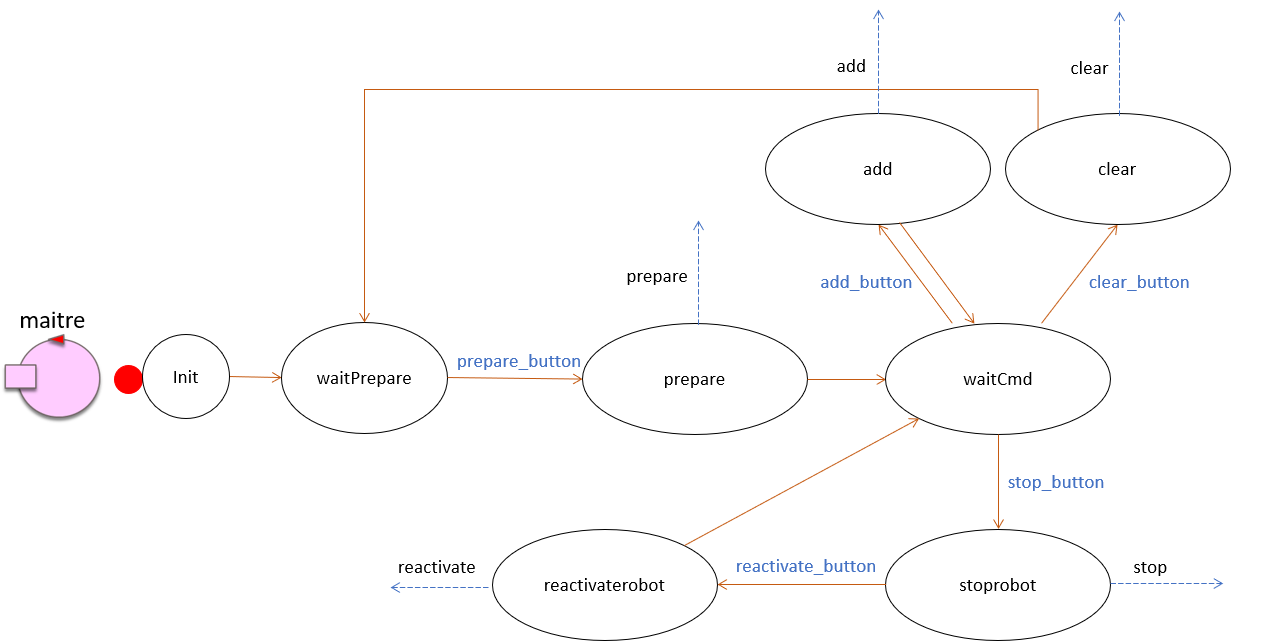 add
clear
add
clear
prepare
add_button
clear_button
maitre
Init
waitPrepare
prepare_button
prepare
waitCmd
stop_button
reactivate
reactivaterobot
reactivate_button
stoprobot
stop